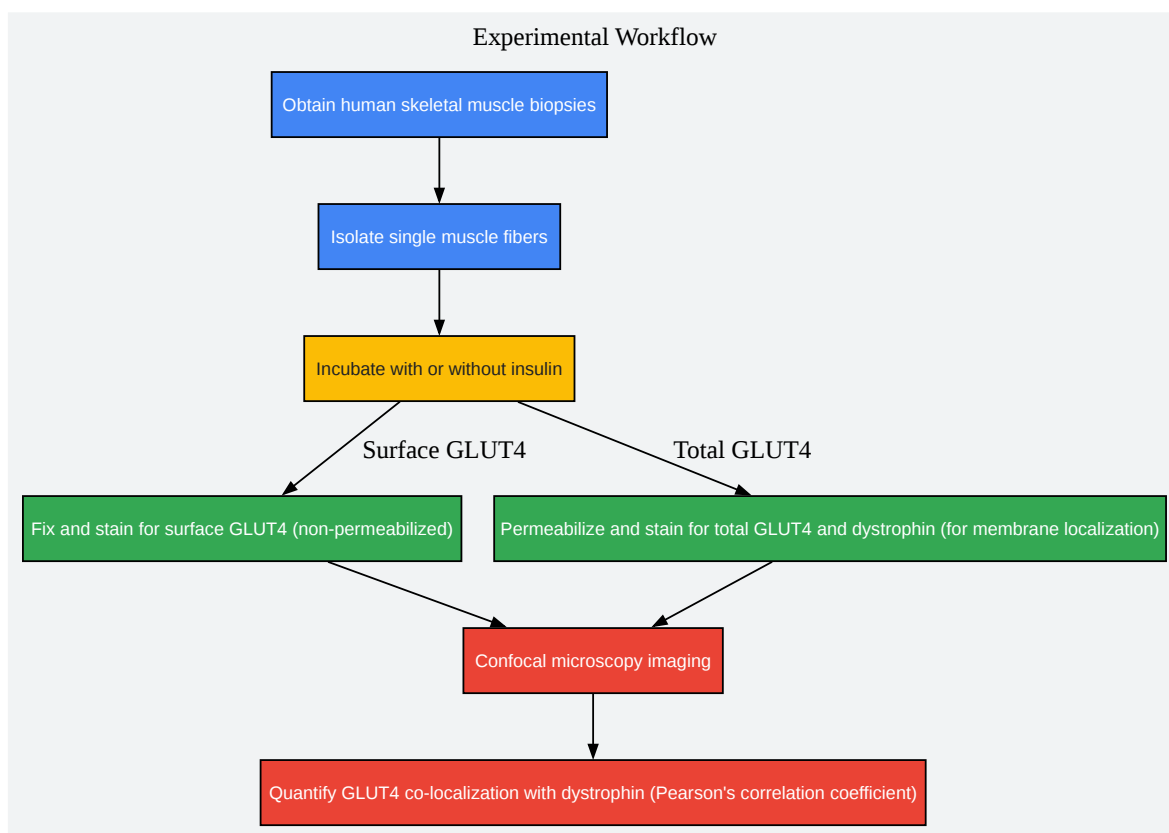 Experimental Workflow
Obtain human skeletal muscle biopsies
Isolate single muscle fibers
Incubate with or without insulin
Surface GLUT4
Total GLUT4
Fix and stain for surface GLUT4 (non-permeabilized)
Permeabilize and stain for total GLUT4 and dystrophin (for membrane localization)
Confocal microscopy imaging
Quantify GLUT4 co-localization with dystrophin (Pearson's correlation coefficient)